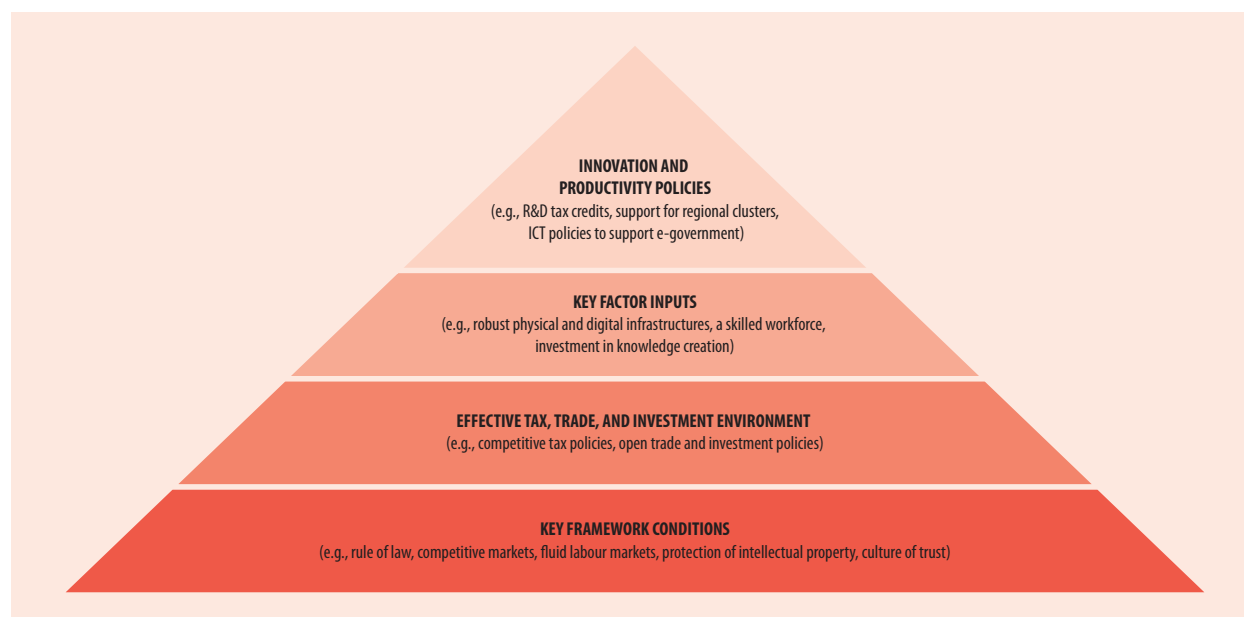 INNOVATION AND
PRODUCTIVITY POLICIES
(e.g., R&D tax credits, support for regional clusters,
ICT policies to support e-government)
KEY FACTOR INPUTS
(e.g., robust physical and digital infrastructures, a skilled workforce,
investment in knowledge creation)
EFFECTIVE TAX, TRADE, AND INVESTMENT ENVIRONMENT
(e.g., competitive tax policies, open trade and investment policies)
KEY FRAMEWORK CONDITIONS
(e.g., rule of law, competitive markets, fluid labour markets, protection of intellectual property, culture of trust)